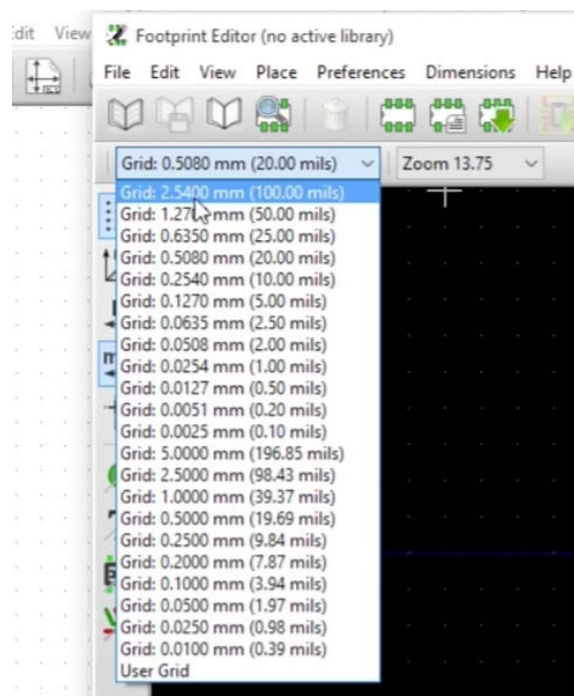 dit View
Footprint Editor (no active library)
File Edit View Place Preferences Dimensions Help
Grid: 0.5080 mm (20.00 mils)
Zoom 13.75
Grid: 2.5400 mm (100.00 mils)
Grid: 1.27 mm (50.00 mils)
Grid: 0.6350 mm (25.00 mils)
Grid: 0.5080 mm (20.00 mils)
Grid: 0.2540 mm (10.00 mils)
Grid: 0.1270 mm (5.00 mils)
Grid: 0.0635 mm (2.50 mils)
Grid: 0.0508 mm (2.00 mils)
Grid: 0.0254 mm (1.00 mils)
Grid: 0.0127 mm (0.50 mils)
Grid: 0.0051 mm (0.20 mils)
Grid: 0.0025 mm (0.10 mils)
Grid: 5.0000 mm (196.85 mils)
Grid: 2.5000 mm (98.43 mils)
Grid: 1.0000 mm (39.37 mils)
Grid: 0.5000 mm (19.69 mils)
Grid: 0.2500 mm (9.84 mils)
Grid: 0.2000 mm (7.87 mils)
Grid: 0.1000 mm (3.94 mils)
Grid: 0.0500 mm (1.97 mils)
Grid: 0.0250 mm (0.98 mils)
Grid: 0.0100 mm (0.39 mils)
User Grid